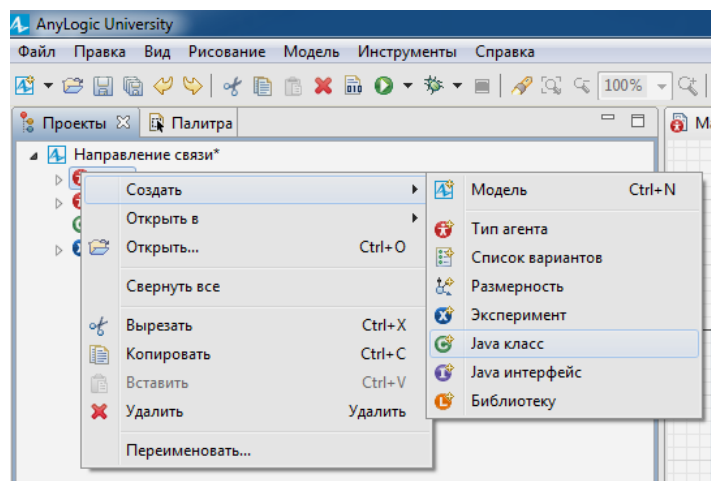 AnyLogic University
Файл Правка Вид Рисование Модель Инструменты Справка
010 100%
Проекты Палитра
Направление связи*
Создать
Открыть в
Открыть... Ctrl+O
Свернуть все
Вырезать Ctrl+X
Копировать Ctrl+C
Вставить Ctrl+V
Удалить Удалить
Переименовать...
Модель Ctrl+N
Тип агента
Список вариантов
Размерность
Эксперимент
Java класс
Java интерфейс
Библиотеку